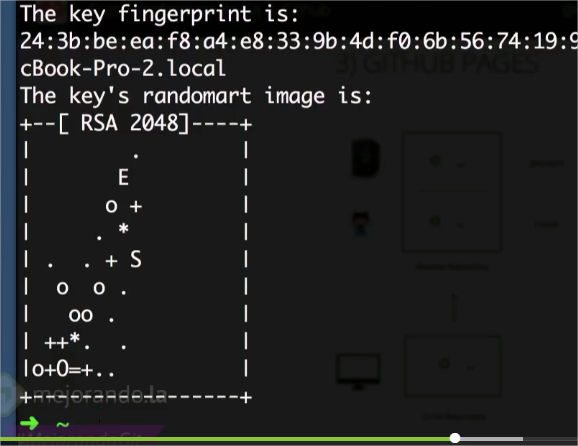 The key fingerprint is:
24:3b:be:ea:f8:a4:e8:33:9b:4d:f0:6b:56:74:19:9
cBook-Pro-2.local
The key's randomart image is:
+--[ RSA 2048]----+
|        .        |
|       E         |
|      o +        |
|     . *         |
| .  . + S        |
|  o  o .         |
|   oo .          |
| ++*.  .         |
|o+O=+..          |
+-----------------+
➜ ~
3) GITHUB PAGES
mejorando.la